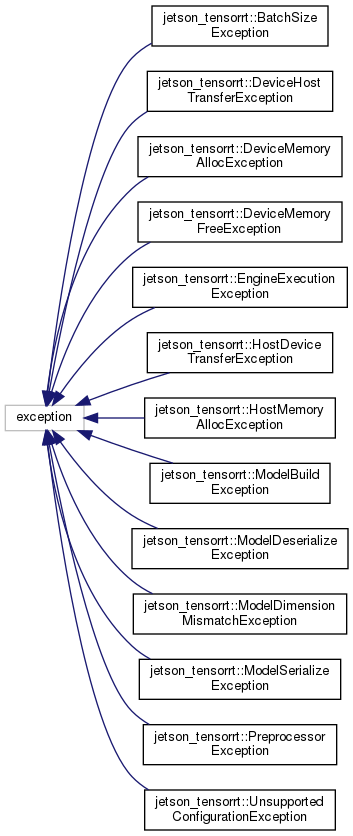 jetson_tensorrt::BatchSize
Exception
jetson_tensorrt::DeviceHost
TransferException
jetson_tensorrt::DeviceMemory
AllocException
jetson_tensorrt::DeviceMemory
FreeException
jetson_tensorrt::EngineExecution
Exception
jetson_tensorrt::HostDevice
TransferException
exception
jetson_tensorrt::HostMemory
AllocException
jetson_tensorrt::ModelBuild
Exception
jetson_tensorrt::ModelDeserialize
Exception
jetson_tensorrt::ModelDimension
MismatchException
jetson_tensorrt::ModelSerialize
Exception
jetson_tensorrt::Preprocessor
Exception
jetson_tensorrt::Unsupported
ConfigurationException